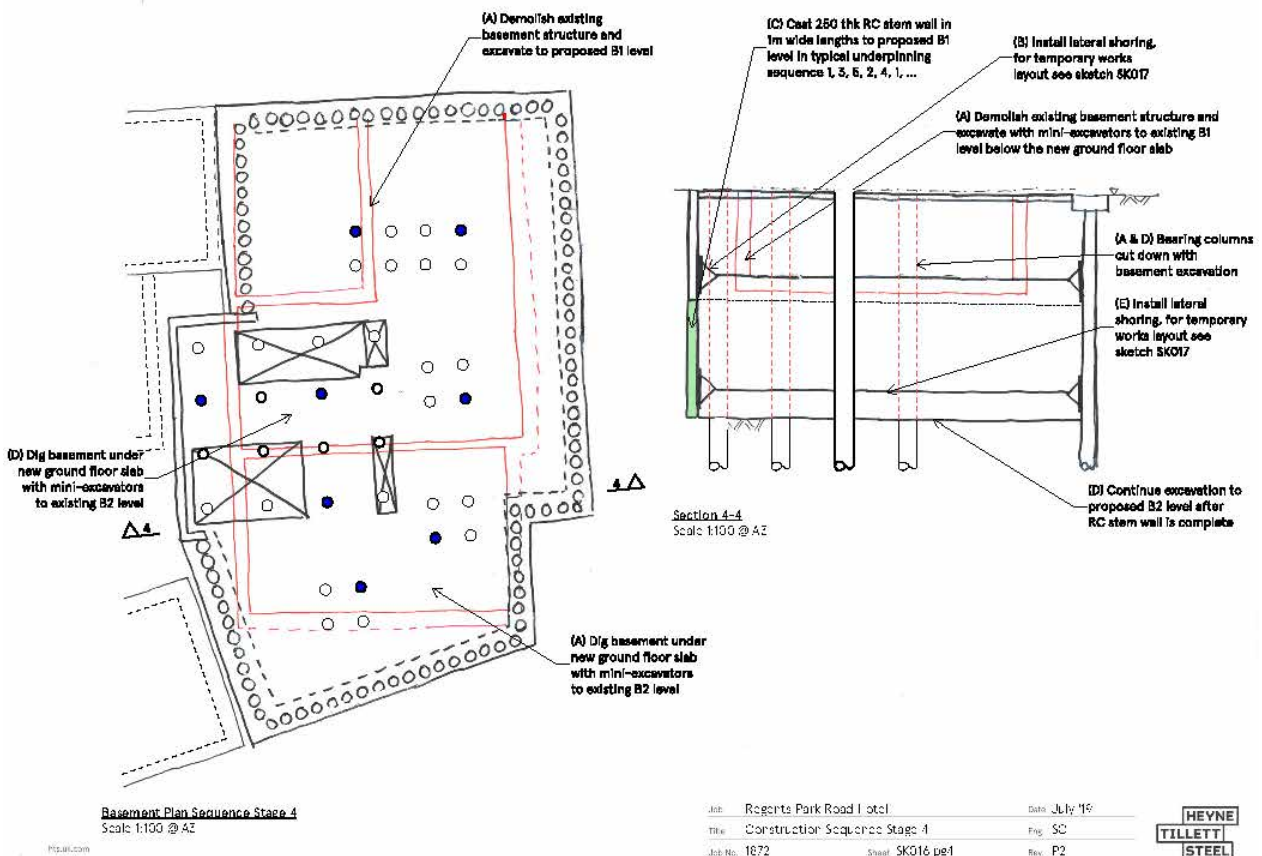 (A) Demolish existing
basement structure and
excavate to proposed B1 level
(C) Cast 250 thk RC stem wall in
1m wide lengths to proposed B1
level in typical underpinning
sequence 1, 3, 5, 2, 4, 1, ...
(B) Install lateral shoring,
for temporary works
layout see sketch SK017
(A) Demolish existing basement structure and
excavate with mini-excavators to existing B1
level below the new ground floor slab
(A & D) Bearing columns
cut down with
basement excavation
(E) Install lateral
shoring, for temporary
works layout see
sketch SK017
(D) Dig basement under
new ground floor slab
with mini-excavators
to existing B2 level
4
4
Section 4-4
Scale 1:100 @ A3
(D) Continue excavation to
proposed B2 level after
RC stem wall is complete
(A) Dig basement under
new ground floor slab
with mini-excavators
to existing B2 level
Basement Plan Sequence Stage 4
Scale 1:100 @ A3
hts.uk.com
Job Regents Park Road Hotel Date July '19
Title Construction Sequence Stage 4 Eng SC
Job No. 1872 Sheet SK016 pg4 Rev P2
HEYNE
TILLETT
STEEL